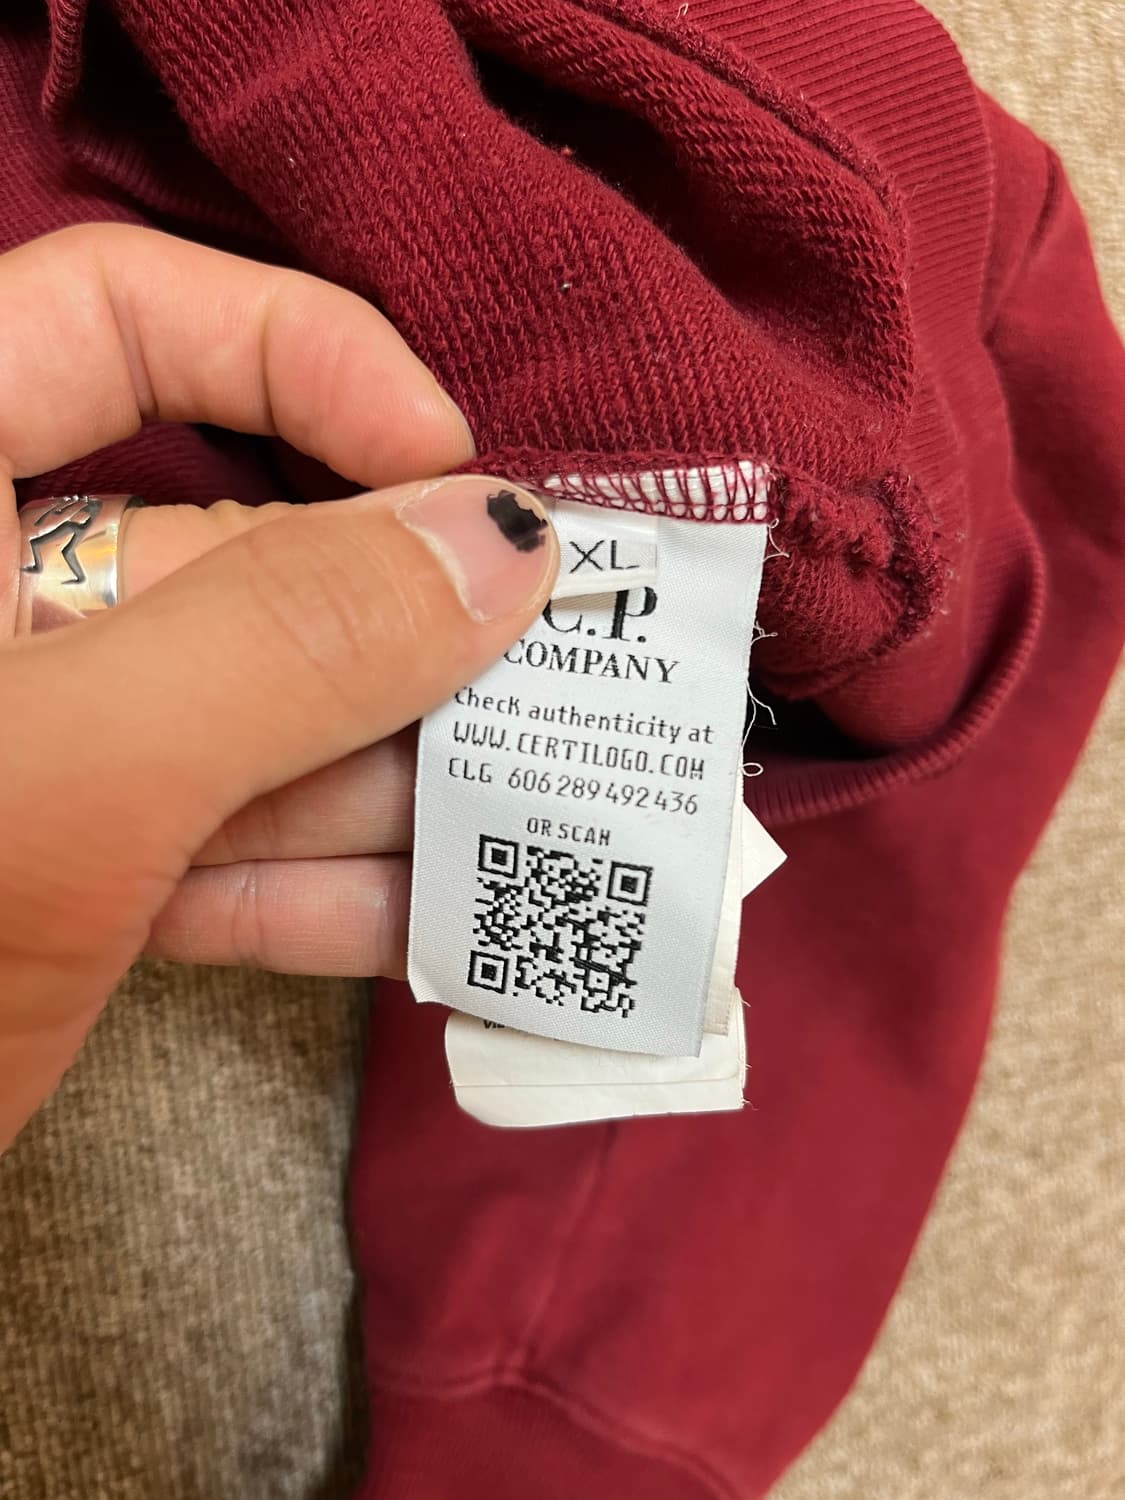 XL
C.P.
COMPANY
Check authenticity at
WWW.CERTILOGO.COM
CLG 606 289 492 436
OR SCAN